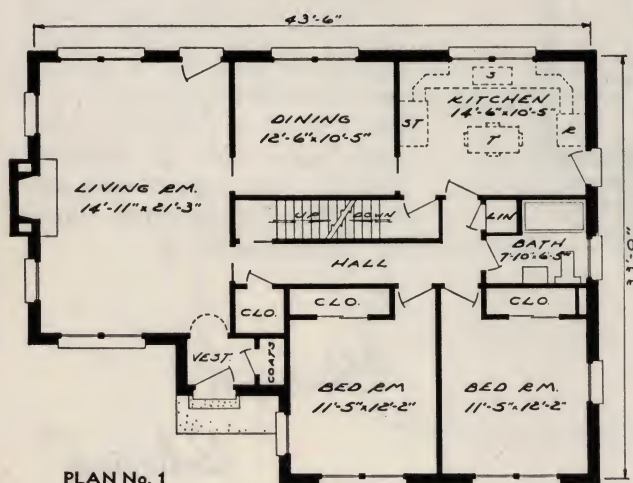 43'-6"
DINING
12'-6"x10'-5"
S
KITCHEN
14'-6"x10'-5"
ST
T
R
LIVING RM.
14'-11"x21'-3"
UP
DOWN
LIN
BATH
7'-10"x6'-5"
HALL
33'-0"
CLO.
CLO.
CLO.
VEST.
COATS
BED RM
11'-5"x12'-2"
BED RM.
11'-5"x12'-2"
PLAN No. 1